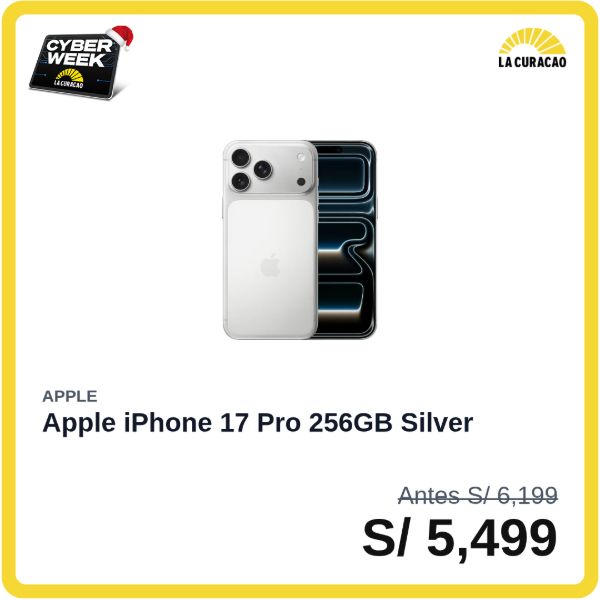 CYBER
WEEK
LA CURACAO
LA CURACAO
APPLE
Apple iPhone 17 Pro 256GB Silver
Antes S/ 6,199
S/ 5,499